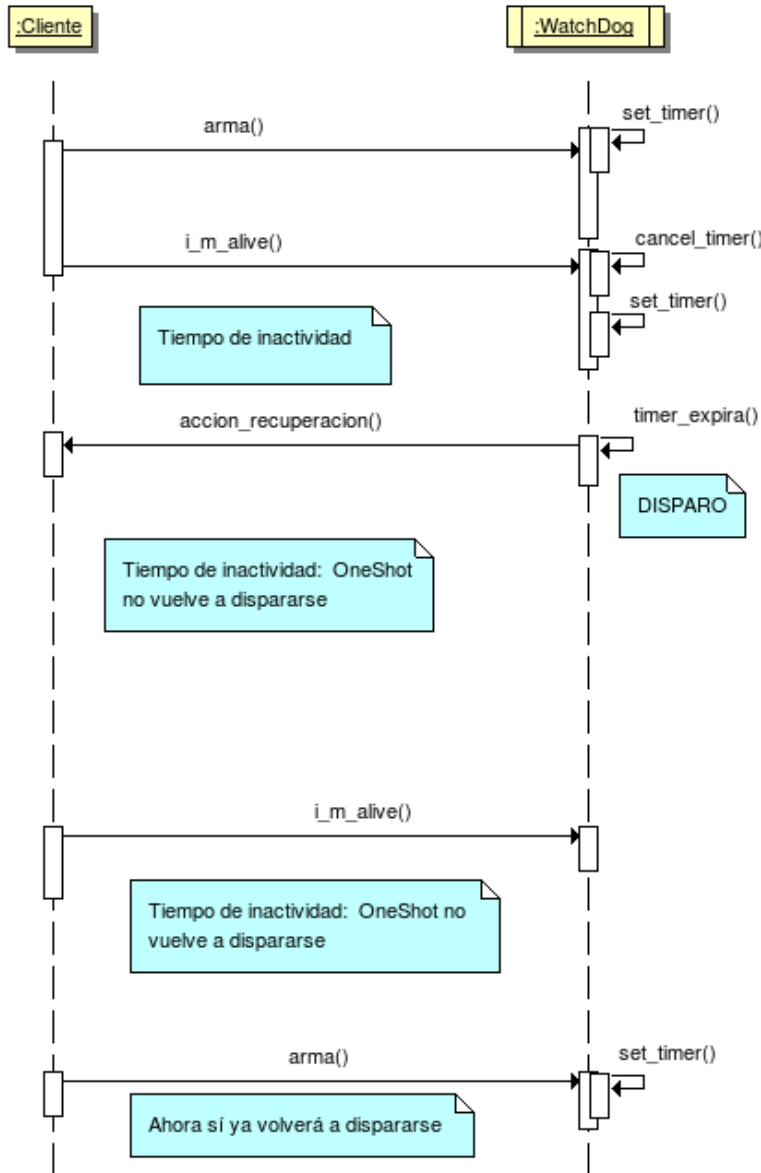 :Cliente
:WatchDog
set_timer()
arma()
cancel_timer()
i_m_alive()
set_timer()
Tiempo de inactividad
timer_expira()
accion_recuperacion()
DISPARO
Tiempo de inactividad:  OneShot
no vuelve a dispararse
i_m_alive()
Tiempo de inactividad:  OneShot no
vuelve a dispararse
arma()
set_timer()
Ahora sí ya volverá a dispararse